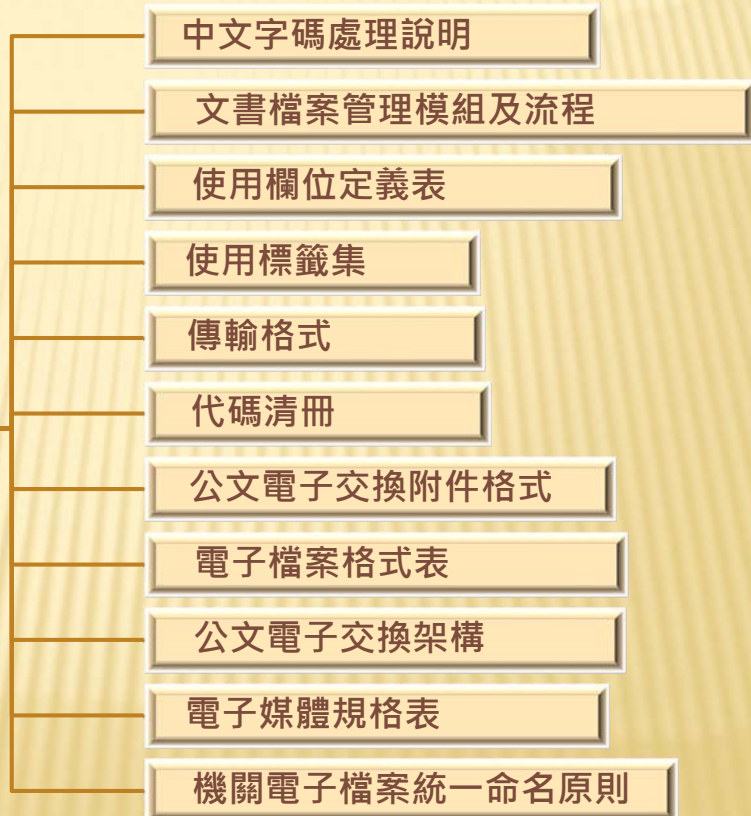 中文字碼處理說明
文書檔案管理模組及流程
使用欄位定義表
使用標籤集
傳輸格式
代碼清冊
公文電子交換附件格式
電子檔案格式表
公文電子交換架構
電子媒體規格表
機關電子檔案統一命名原則